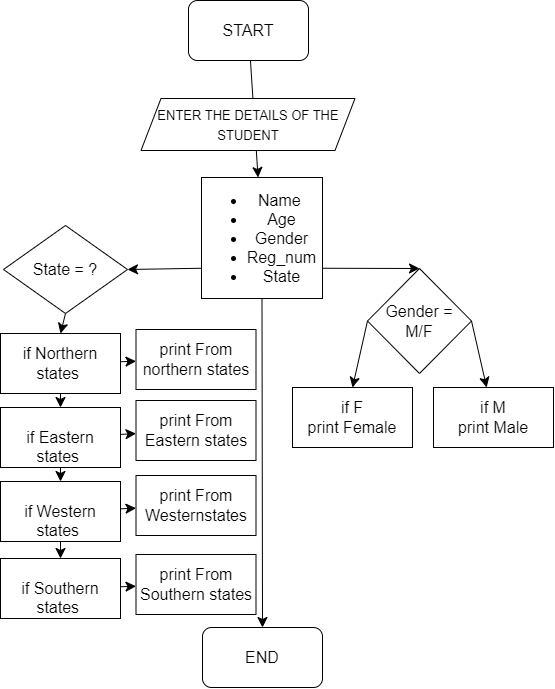 START
ENTER THE DETAILS OF THE
STUDENT
• Name
• Age
• Gender
• Reg_num
• State
State = ?
Gender =
M/F
if Northern
states
print From
northern states
if F
print Female
if M
print Male
if Eastern
states
print From
Eastern states
if Western
states
print From
Westernstates
if Southern
states
print From
Southern states
END